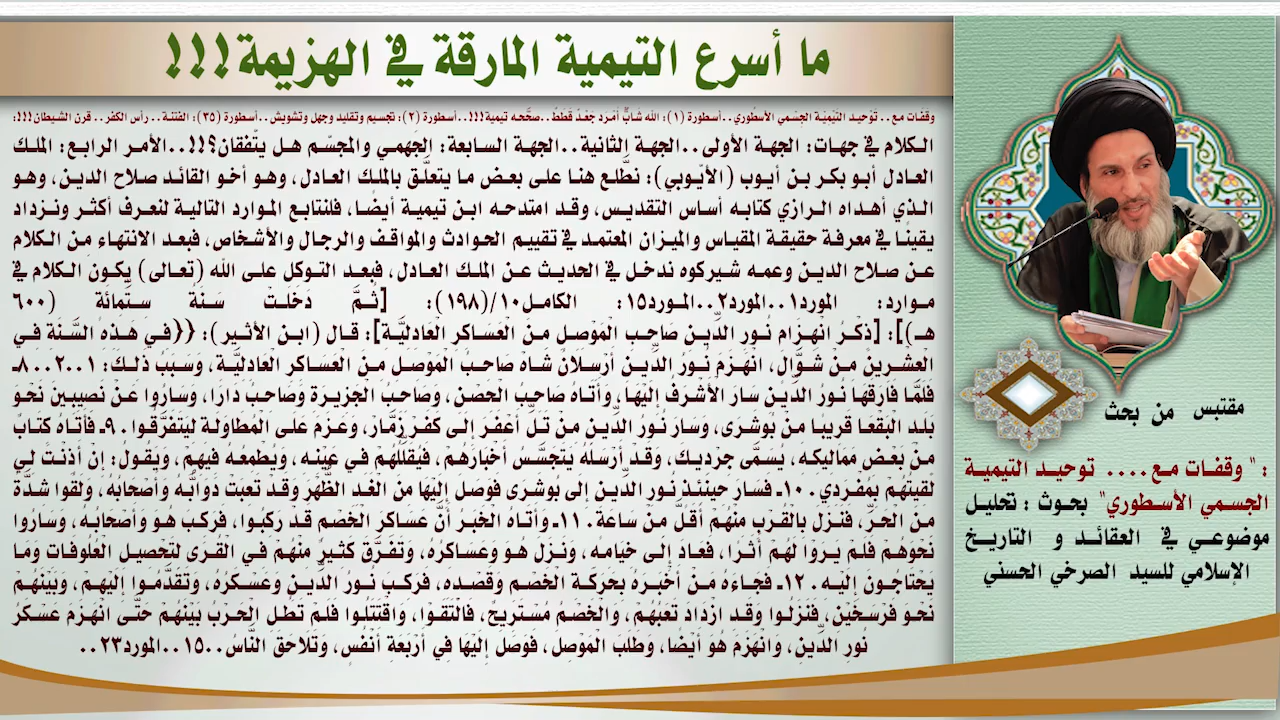 ما أسرع التيمية المارقة في الهزيمة!!!
وقفات مع.. توحيد التيمية الجسمي الأسطوري..أسطورة (١): الله شابٌّ أمْرَد جَعْدٌ قَطَطٌ..صحّحه تيمية!!!..أسطورة (٢): تجسيم وتقليد وجهل وتشويش..أسطورة (٣٥): الفتنة.. رأس الكفر.. قرن الشيطان!!!:
الكلام في جهات: الجهة الأولى..الجهة الثانية..الجهة السابعة: الجَهمي والمجسّم هل يتّفقان؟!!..الأمر الرابع: الملك
العادل أبو بكر بن أيوب (الأيّوبي): نطّلع هنا على بعض ما يتعلّق بالملك العادل، وهو أخو القائد صلاح الدين، وهو
الذي أهداه الرازي كتابه أساس التقديس، وقد امتدحه ابن تيمية أيضًا، فلنتابع الموارد التالية لنعرف أكثر ونزداد
يقينًا في معرفة حقيقة المقياس والميزان المعتمد في تقييم الحوادث والمواقف والرجال والأشخاص، فبعد الانتهاء من الكلام
عن صلاح الدين وعمه شيركوه ندخل في الحديث عن الملك العادل، فبعد التوكل على الله (تعالى) يكون الكلام في
موارد: المورد١..المورد٢..المورد١٥: الكامل١٠/(١٩٨): [ثُمَّ دَخَلَتْ سَنَةُ سِتِّمِائَةٍ (٦٠٠
هـ)]: [ذِكْرُ انْهِزَامِ نُورِ الدِّينِ صَاحِبِ الْمَوْصِلِ مِنَ الْعَسَاكِرِ الْعَادِلِيَّةِ]: قال (ابن الأثير): {{فِي هَذِهِ السَّنَةِ فِي
الْعِشْرِينَ مِنْ شَوَّالٍ، انْهَزَمَ نُورُ الدِّينِ أَرْسَلَانُ شَاهْ صَاحِبُ الْمَوْصِلِ مِنَ الْعَسَاكِرِ الْعَادِلِيَّةِ، وَسَبَبُ ذَلِكَ: ١..٢..٨ـ
فَلَمَّا فَارَقَهَا نُورُ الدِّينِ سَارَ الْأَشْرَفُ إِلَيْهَا، وَأَتَاهُ صَاحِبُ الْحِصْنِ، وَصَاحِبُ الْجَزِيرَةِ وَصَاحِبُ دَارَا، وَسَارُوا عَنْ نَصِيبِينَ نَحْوَ
بَلَدِ الْبَقْعَا قَرِيبًا مِنْ بُوشَرَى، وَسَارَ نُورُ الدِّينِ مِنْ تَلِّ أَعْفَرَ إِلَى كَفْرِ زَمَّارٍ، وَعَزَمَ عَلَى الْمُطَاوَلَةِ لِيَتَفَرَّقُوا. ٩ـ فَأَتَاهُ كِتَابٌ
مِنْ بَعْضِ مَمَالِيكِهِ، يُسَمَّى جُرْدِيكَ، وَقَدْ أَرْسَلَهُ يَتَجَسَّسُ أَخْبَارَهُمْ، فَيُقَلِّلُهُمْ فِي عَيْنِهِ، وَيُطْمِعُهُ فِيهِمْ، وَيَقُولُ: إِنْ أَذِنْتَ لِي
لَقِيتُهُمْ بِمُفْرَدِي. ١٠ـ فَسَارَ حِينَئِذٍ نُورُ الدِّينِ إِلَى بُوشَرَى فَوَصَلَ إِلَيْهَا مِنَ الْغَدِ الظُّهْرَ وَقَدْ تَعِبَتْ دَوَابُّهُ وَأَصْحَابُهُ، وَلَقُوا شِدَّةً
مِنَ الْحَرِّ، فَنَزَلَ بِالْقُرْبِ مِنْهُمْ أَقَلَّ مِنْ سَاعَةٍ. ١١ـ وَأَتَاهُ الْخَبَرُ أَنَّ عَسَاكِرَ الْخَصْمِ قَدْ رَكِبُوا، فَرَكِبَ هُوَ وَأَصْحَابُهُ، وَسَارُوا
نَحْوَهُمْ فَلَمْ يَرَوْا لَهُمْ أَثَرًا، فَعَادَ إِلَى خِيَامِهِ، وَنَزَلَ هُوَ وَعَسَاكِرُهُ، وَتَفَرَّقَ كَثِيرٌ مِنْهُمْ فِي الْقُرَى لِتَحْصِيلِ الْعَلُوفَاتِ وَمَا
يَحْتَاجُونَ إِلَيْهِ. ١٢ـ فَجَاءَهُ مَنْ أَخْبَرَهُ بِحَرَكَةِ الْخَصْمِ وَقَصْدِهِ، فَرَكِبَ نُورُ الدِّينِ وَعَسْكَرُهُ، وَتَقَدَّمُوا إِلَيْهِمْ، وَبَيْنَهُمْ
نَحْوُ فَرْسَخَيْنِ، فَنَزَلُوا وَقَدِ ازْدَادَ تَعَبُهُمْ، وَالْخَصْمُ مُسْتَرِيحٌ، فَالْتَقَوْا، وَاقْتَتَلُوا فَلَمْ تَطُلِ الْحَرْبُ بَيْنَهُمْ حَتَّى انْهَزَمَ عَسْكَرُ
نُورِ الدِّينِ، وَانْهَزَمَ هُوَ أَيْضًا، وَطَلَبَ الْمَوْصِلَ، فَوَصَلَ إِلَيْهَا فِي أَرْبَعَةِ أَنْفُسٍ، وَتَلَاحَقَ النَّاسُ..١٥..المورد٢٣..
مقتبس من بحث
: " وقفات مع.... توحيد التيمية
الجسمي الأسطوري" بحوث : تحليل
موضوعي في العقائد و التاريخ
الإسلامي للسيد الصرخي الحسني